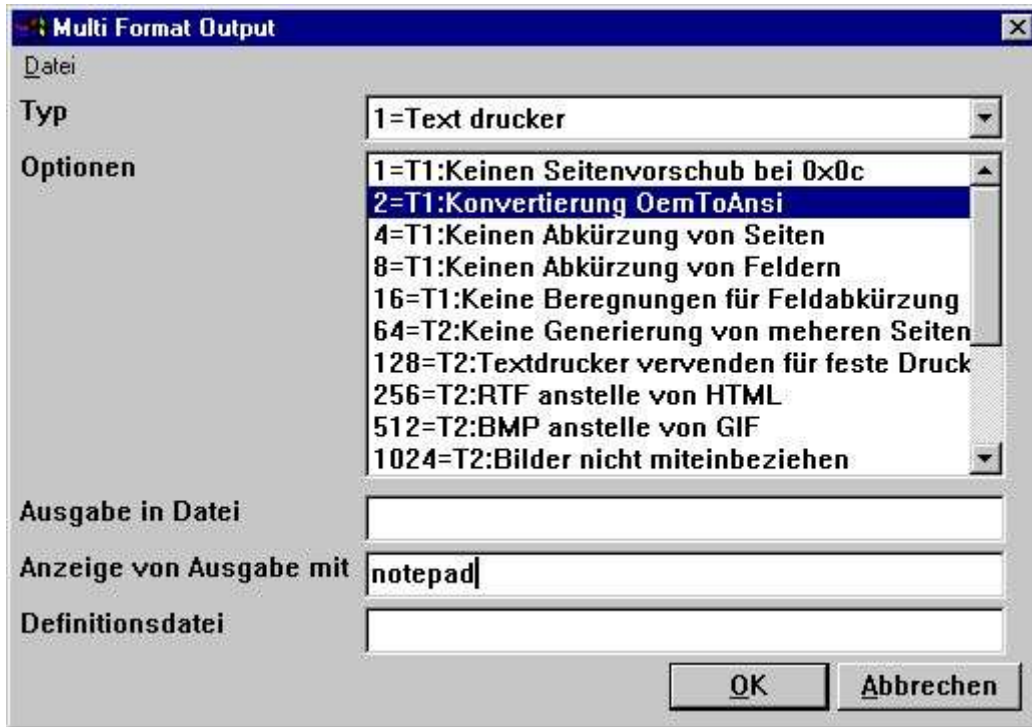 Multi Format Output
Datei
Typ
1=Text drucker
Optionen
1=T1:Keinen Seitenvorschub bei 0x0c
2=T1:Konvertierung OemToAnsi
4=T1:Keinen Abkürzung von Seiten
8=T1:Keinen Abkürzung von Feldern
16=T1:Keine Beregnungen für Feldabkürzung
64=T2:Keine Generierung von meheren Seiten
128=T2:Textdrucker vervenden für feste Druck
256=T2:RTF anstelle von HTML
512=T2:BMP anstelle von GIF
1024=T2:Bilder nicht miteinbeziehen
Ausgabe in Datei
Anzeige von Ausgabe mit notepad
Definitionsdatei
OK Abbrechen